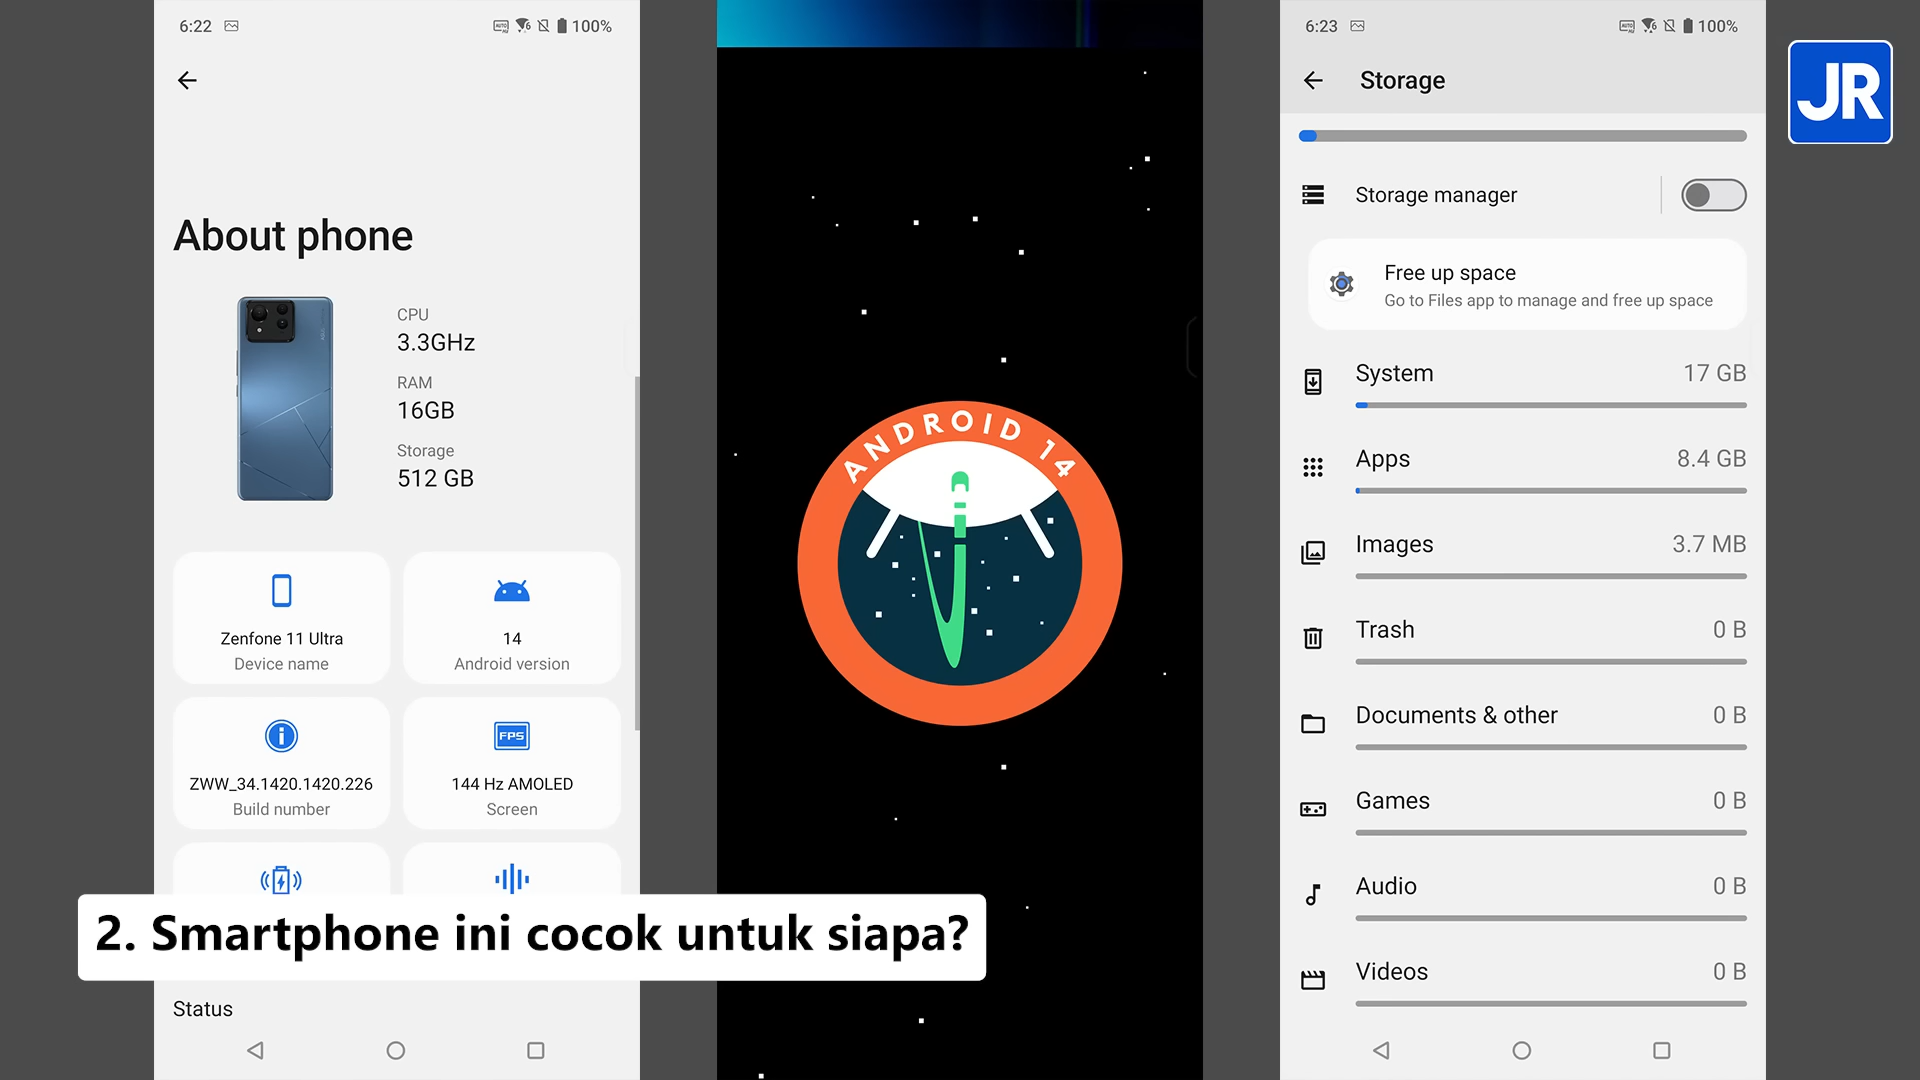 6:22
100%
About phone
CPU
3.3GHz
RAM
16GB
Storage
512 GB
Zenfone 11 Ultra
Device name
14
Android version
ZWW_34.1420.1420.226
Build number
FPS
144 Hz AMOLED
Screen
2. Smartphone ini cocok untuk siapa?
Status
ANDROID 14
6:23
100%
Storage
Storage manager
Free up space
Go to Files app to manage and free up space
System 17 GB
Apps 8.4 GB
Images 3.7 MB
Trash 0 B
Documents & other 0 B
Games 0 B
Audio 0 B
Videos 0 B
JR